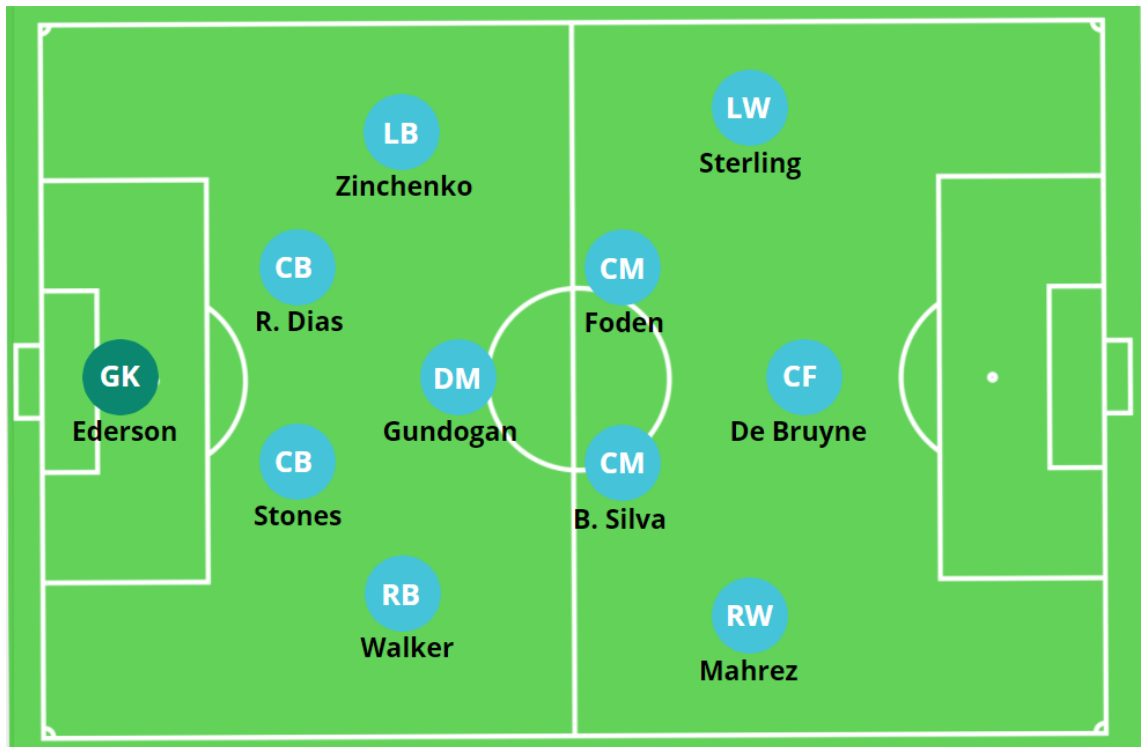 LW
Sterling
LB
Zinchenko
CB
R. Dias
CM
Foden
GK
Ederson
DM
Gundogan
CF
De Bruyne
CB
Stones
CM
B. Silva
RB
Walker
RW
Mahrez